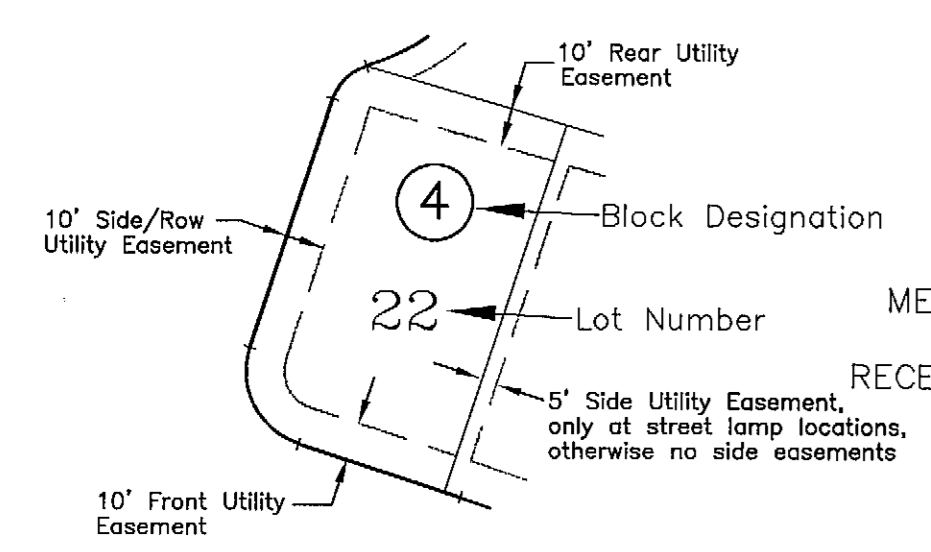 10' Rear Utility
Easement
4
Block Designation
10' Side/Row
Utility Easement
22
Lot Number
ME
RECE
5' Side Utility Easement,
only at street lamp locations,
otherwise no side easements
10' Front Utility
Easement